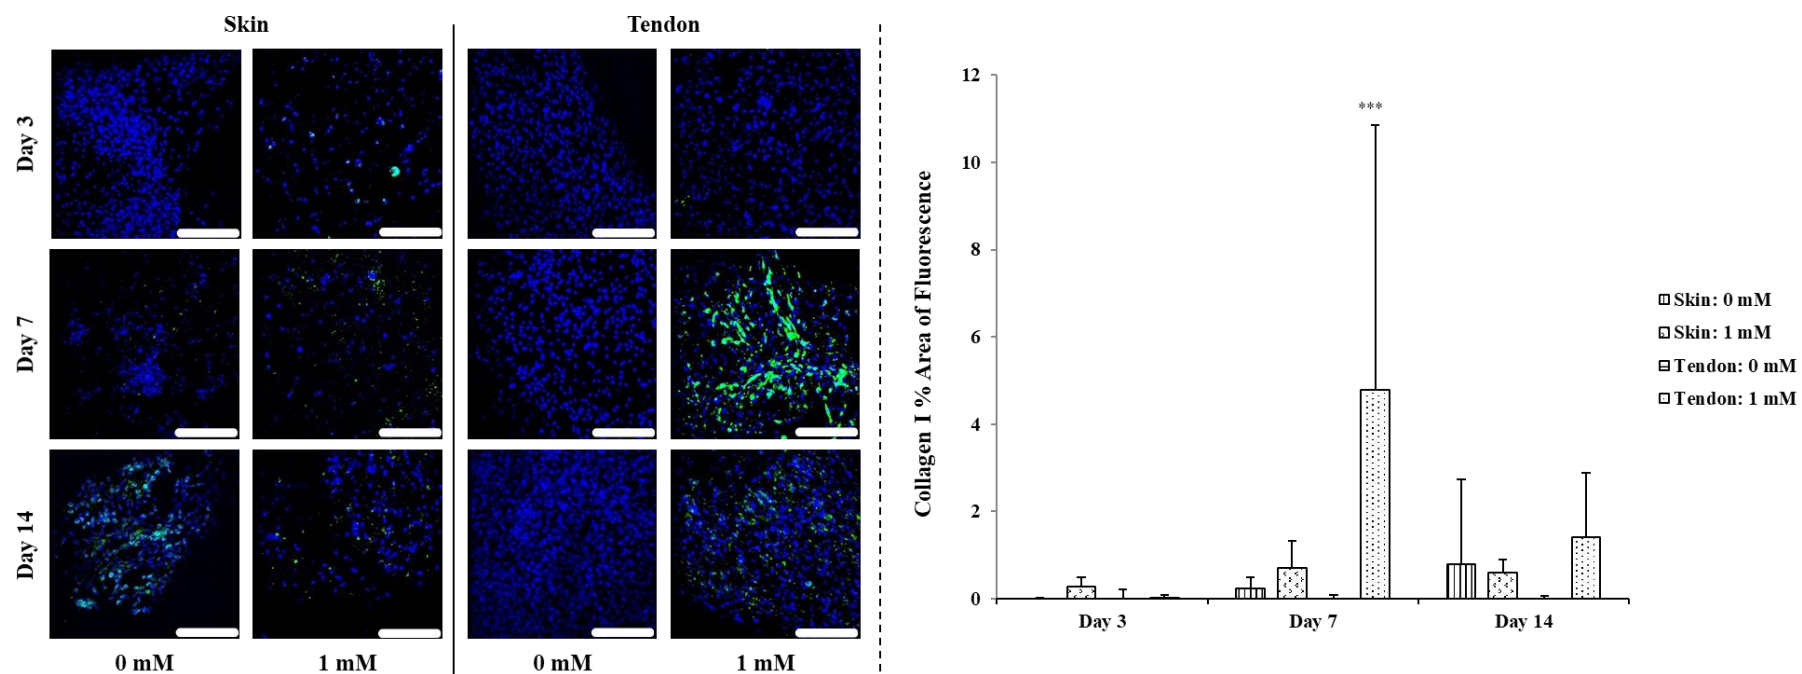 Skin
Tendon
Day 3
Day 7
Day 14
0 mM
1 mM
0 mM
1 mM
Collagen I % Area of Fluorescence
12
10
8
6
4
2
0
***
Day 3
Day 7
Day 14
Skin: 0 mM
Skin: 1 mM
Tendon: 0 mM
Tendon: 1 mM